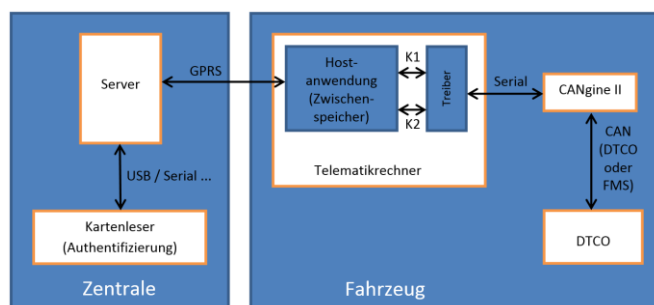 Server
GPRS
USB / Serial ...
Kartenleser
(Authentifizierung)
Zentrale
Host-
anwendung
(Zwischen-
speicher)
K1
K2
Treiber
Telematikrechner
Serial
CANgine II
CAN
(DTCO
oder
FMS)
DTCO
Fahrzeug